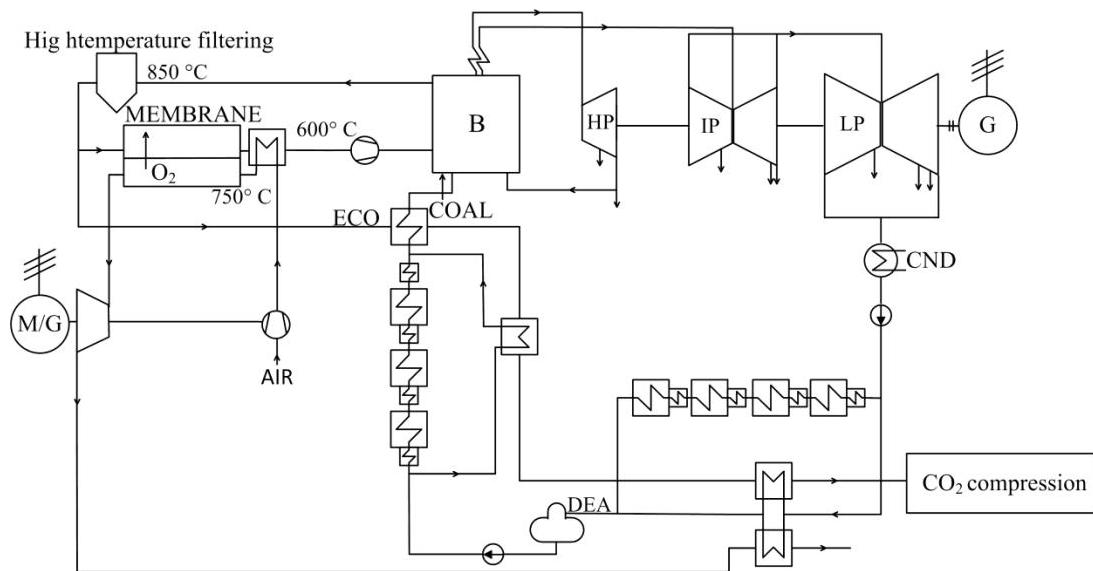 Hig htemperature filtering
850 °C
MEMBRANE
O₂
750° C
600° C
B
COAL
HP
IP
LP
G
ECO
CND
M/G
AIR
DEA
CO₂ compression